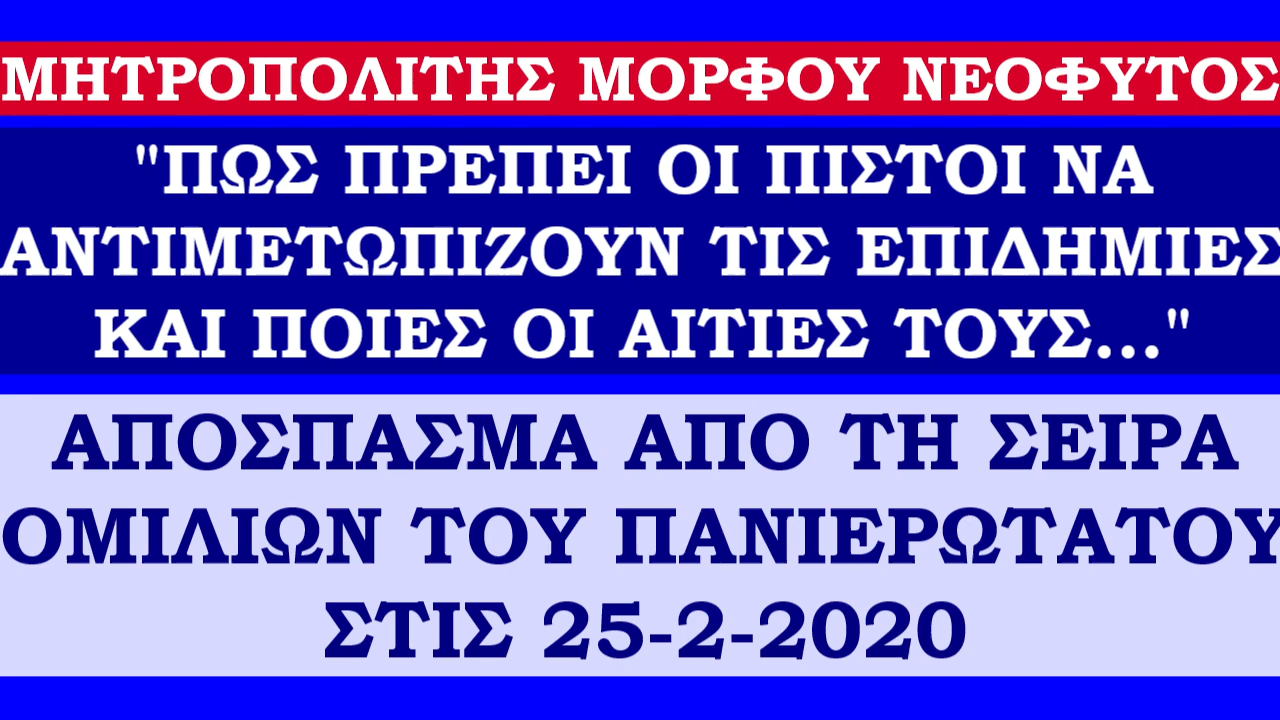 ΜΗΤΡΟΠΟΛΙΤΗΣ ΜΟΡΦΟΥ ΝΕΟΦΥΤΟΣ
"ΠΩΣ ΠΡΕΠΕΙ ΟΙ ΠΙΣΤΟΙ ΝΑ
ΑΝΤΙΜΕΤΩΠΙΖΟΥΝ ΤΙΣ ΕΠΙΔΗΜΙΕΣ
ΚΑΙ ΠΟΙΕΣ ΟΙ ΑΙΤΙΕΣ ΤΟΥΣ..."
ΑΠΟΣΠΑΣΜΑ ΑΠΟ ΤΗ ΣΕΙΡΑ
ΟΜΙΛΙΩΝ ΤΟΥ ΠΑΝΙΕΡΩΤΑΤΟΥ
ΣΤΙΣ 25-2-2020